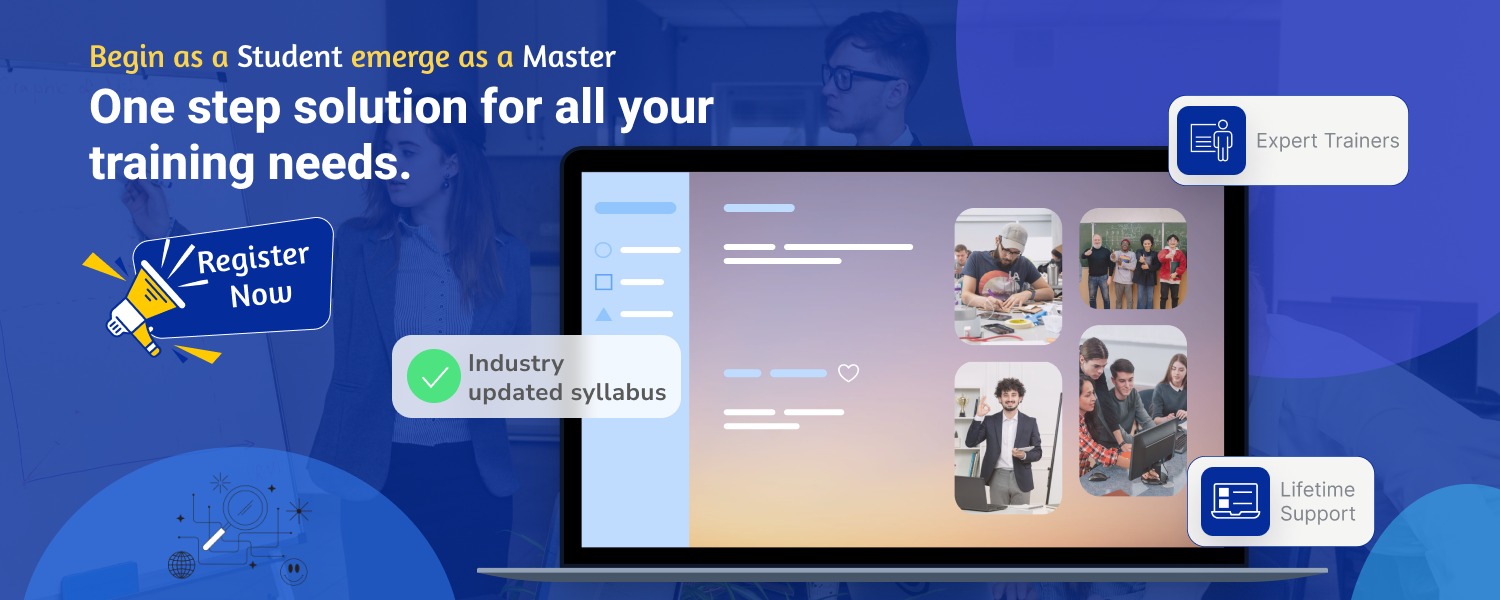 Begin as a Student emerge as a Master
One step solution for all your
training needs.
Register
Now
Industry
updated syllabus
Expert Trainers
Lifetime
Support